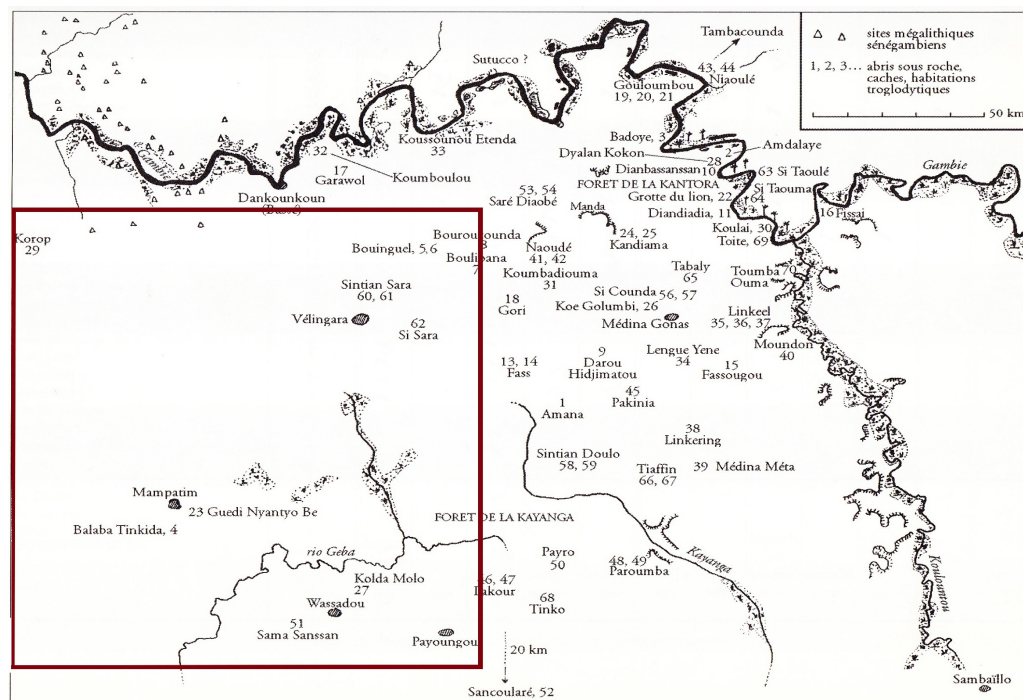 Tambacounda
sites mégalithiques
sénégambiens
1, 2, 3... abris sous roche,
caches, habitations
troglodytiques
50 km
Sutucco ?
43, 44
Niaoulé
Gouloumbou
19, 20, 21
Koussounou Etenda
33
32
17
Garawol
Koumboulou
Badoye, 3
2
Amdalaye
Dyalan Kokon
28
Dianbassanssan
10
63 Si Taoulé
Gambie
FORET DE LA KANTORA
Si Taouma
64
Grotte du lion, 22
Dankounkoun
53, 54
Saré Diaobé
Manda
Diandiadia, 11
16 Fissai
Korop
29
Bouinguel, 5,6
Bouroukounda
8
Boulibana
7
Naoudé
41, 42
24, 25
Kandiama
Koulai, 30
Toite, 69
Koumbadiouma
31
Tabaly
65
Toumba
Ouma
70
Sintian Sara
60, 61
18
Gori
Si Counda
56, 57
Koe Golumbi, 26
Vélingara
62
Si Sara
Médina Gonas
Linkeel
35, 36, 37
13, 14
Fass
9
Darou
Hidjimatou
Lengue Yene
34
15
Fassougou
Moundon
40
45
Pakinia
1
Amana
38
Linkering
Sintian Doulo
58, 59
Tiaffin
66, 67
39 Médina Méta
Mampatim
23 Guedi Nyantyo Be
Balaba Tinkida, 4
FORET DE LA KAYANGA
rio Geba
Payro
50
48, 49
Paroumba
Kayanga
Koulountou
Kolda Molo
27
46, 47
Lakour
68
Tinko
Wassadou
51
Sama Sanssan
Payoungou
20 km
Sancoularé, 52
Sambaïllo